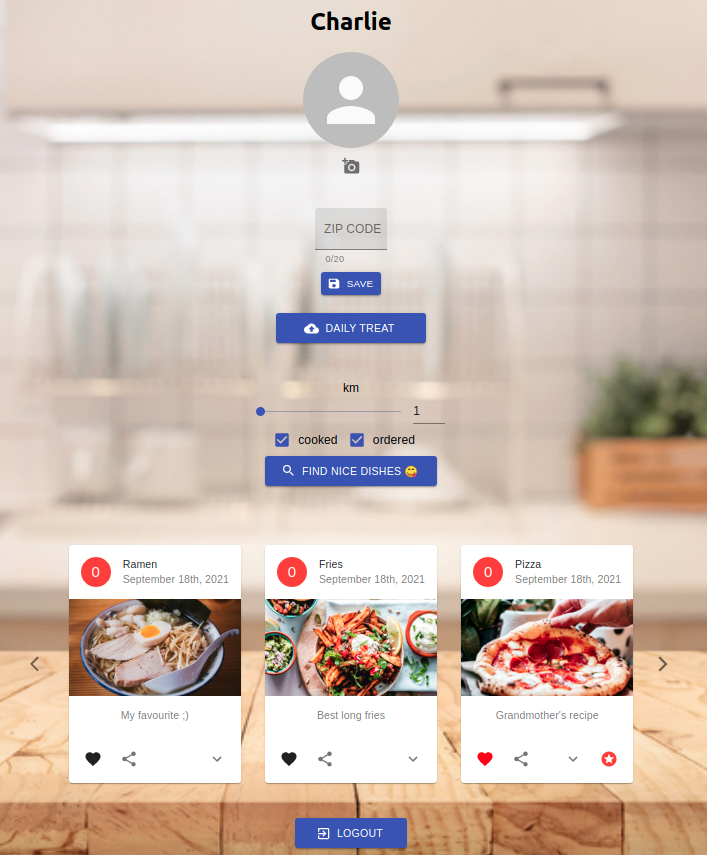 Charlie
ZIP CODE
0/20
SAVE
DAILY TREAT
km
1
cooked ordered
FIND NICE DISHES 😋
0 Ramen
September 18th, 2021
My favourite ;)
0 Fries
September 18th, 2021
Best long fries
0 Pizza
September 18th, 2021
Grandmother's recipe
LOGOUT